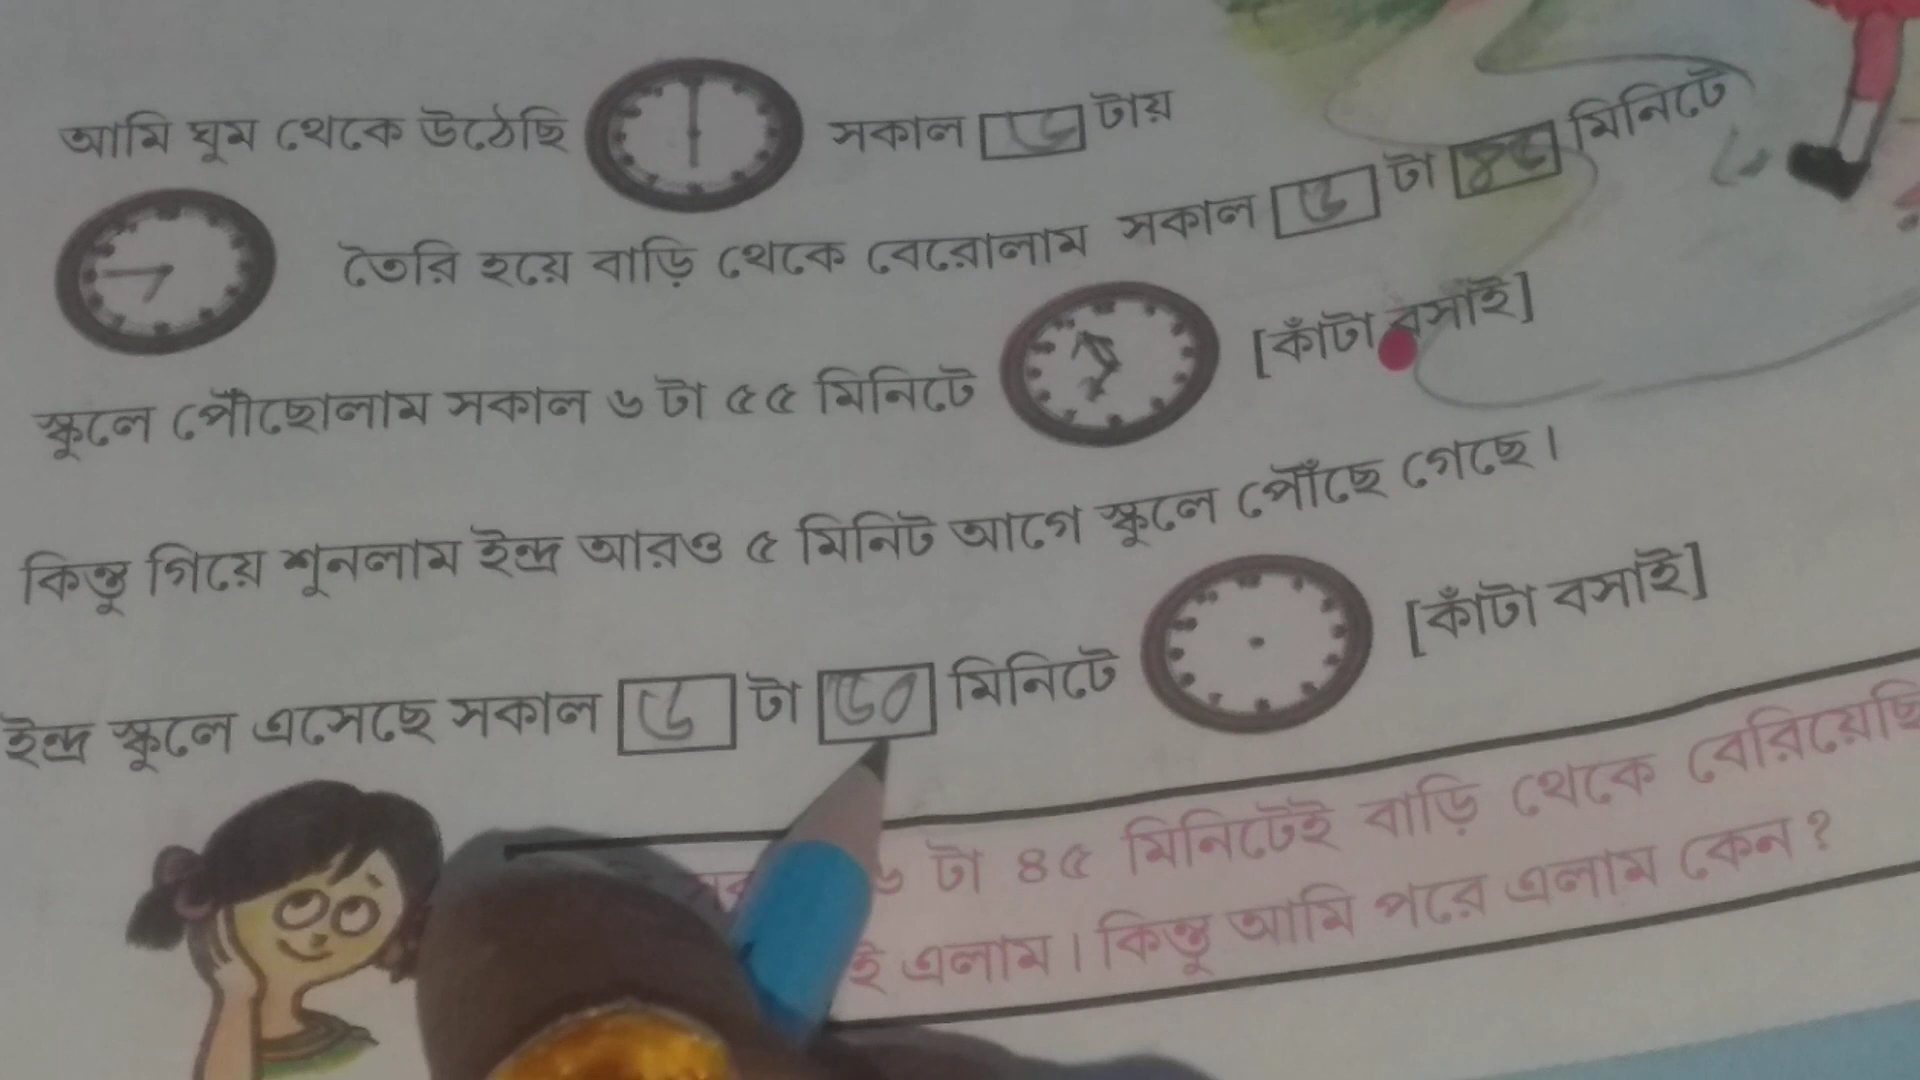 আমি ঘুম থেকে উঠেছি সকাল ৬ টায়
তৈরি হয়ে বাড়ি থেকে বেরোলাম সকাল ৬ টা ৪৫ মিনিটে
স্কুলে পৌঁছোলাম সকাল ৬ টা ৫৫ মিনিটে [কাঁটা বসাই]
কিন্তু গিয়ে শুনলাম ইন্দ্র আরও ৫ মিনিট আগে স্কুলে পৌঁছে গেছে।
ইন্দ্র স্কুলে এসেছে সকাল ৬ টা ৫০ মিনিটে [কাঁটা বসাই]
৬ টা ৪৫ মিনিটেই বাড়ি থেকে বেরিয়েছি
ই এলাম। কিন্তু আমি পরে এলাম কেন?